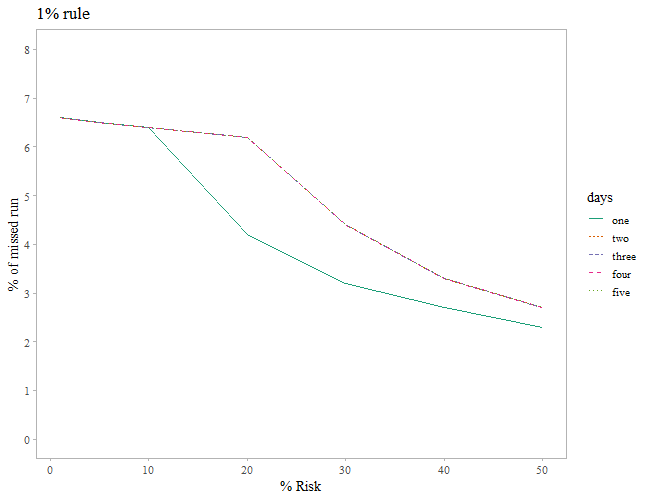 1% rule
% of missed run
8
7
6
5
4
3
2
1
0
0 10 20 30 40 50
% Risk
days
one
two
three
four
five